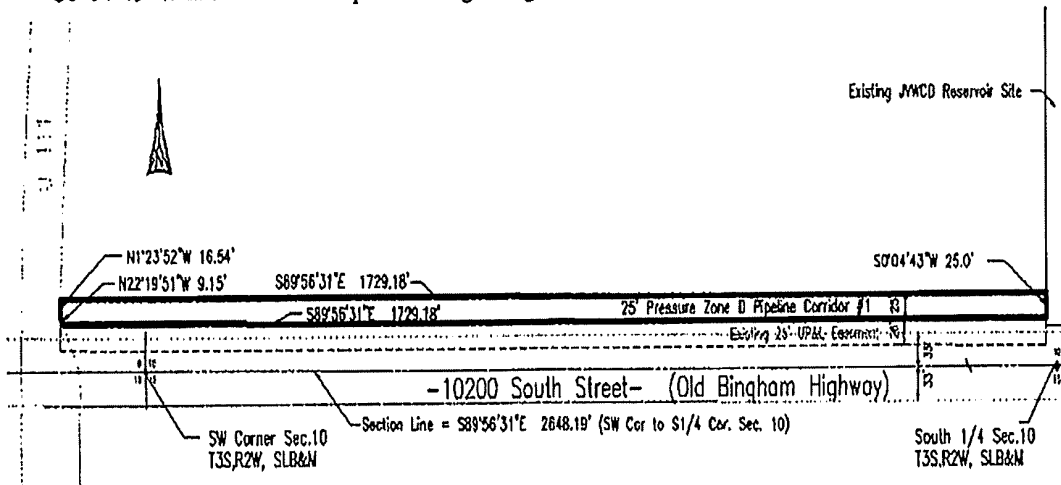 Existing JVWCD Reservoir Site
N1°23'52"W 16.54'
N22°19'51"W 9.15'
S89°56'31"E 1729.18'
S0°04'43"W 25.0'
S89°56'31"E 1729.18'
25' Pressure Zone D Pipeline Corridor #1
25'
Existing 25' UP&L Easement
-10200 South Street- (Old Bingham Highway)
33'
33'
Section Line = S89°56'31"E 2648.19' (SW Cor to S1/4 Cor. Sec. 10)
SW Corner Sec.10
T3S,R2W, SLB&M
South 1/4 Sec.10
T3S,R2W, SLB&M